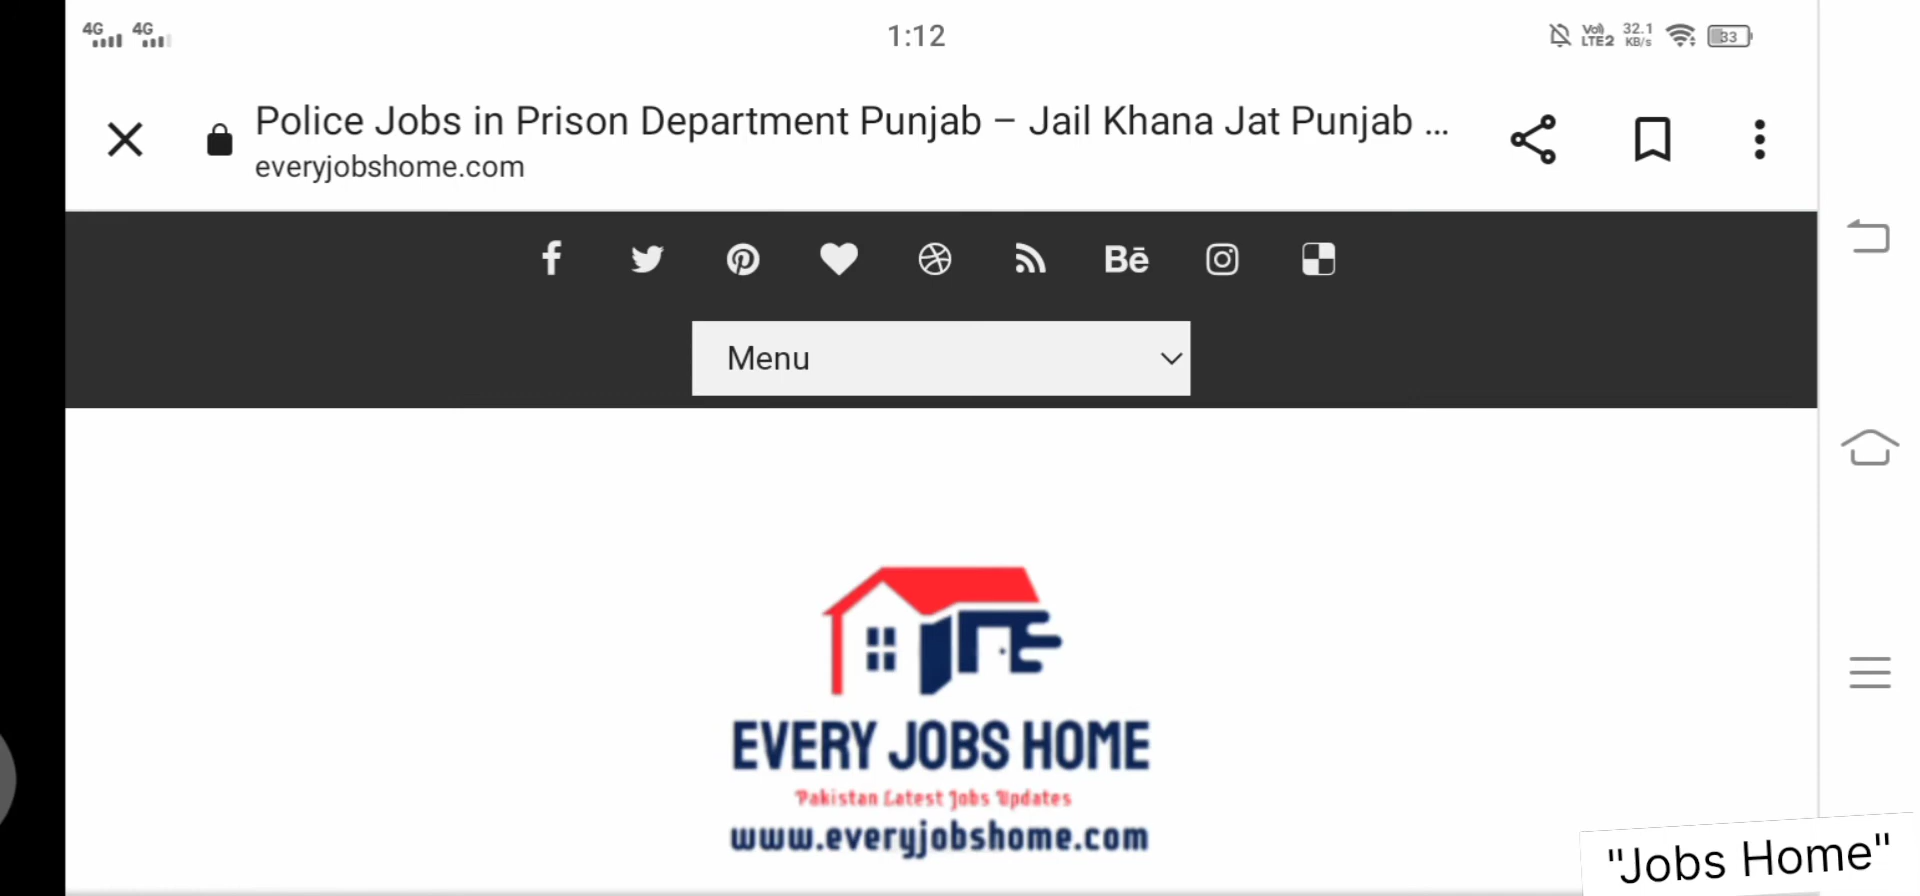 4G 4G
1:12
Vo) LTE2
32.1 KB/s
33
Police Jobs in Prison Department Punjab – Jail Khana Jat Punjab ...
everyjobshome.com
Bē
Menu
EVERY JOBS HOME
Pakistan Latest Jobs Updates
www.everyjobshome.com
"Jobs Home"